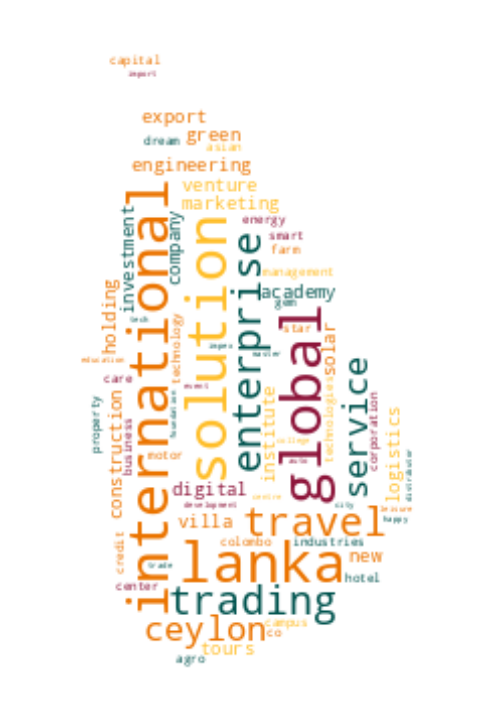 capital
import
export
dream
green
asian
engineering
venture
marketing
international
investment
company
solution
energy
enterprise
smart
farm
management
academy
gem
holding
tech
technology
star
solar
global
impex
master
education
care
event
service
property
construction
business
foundation
institute
technologies
corporation
logistics
college
motor
auto
distributor
digital
centre
development
city
leisure
happy
villa
travel
credit
colombo
industries
new
lanka
trade
hotel
center
trading
ceylon
campus
co
tours
agro